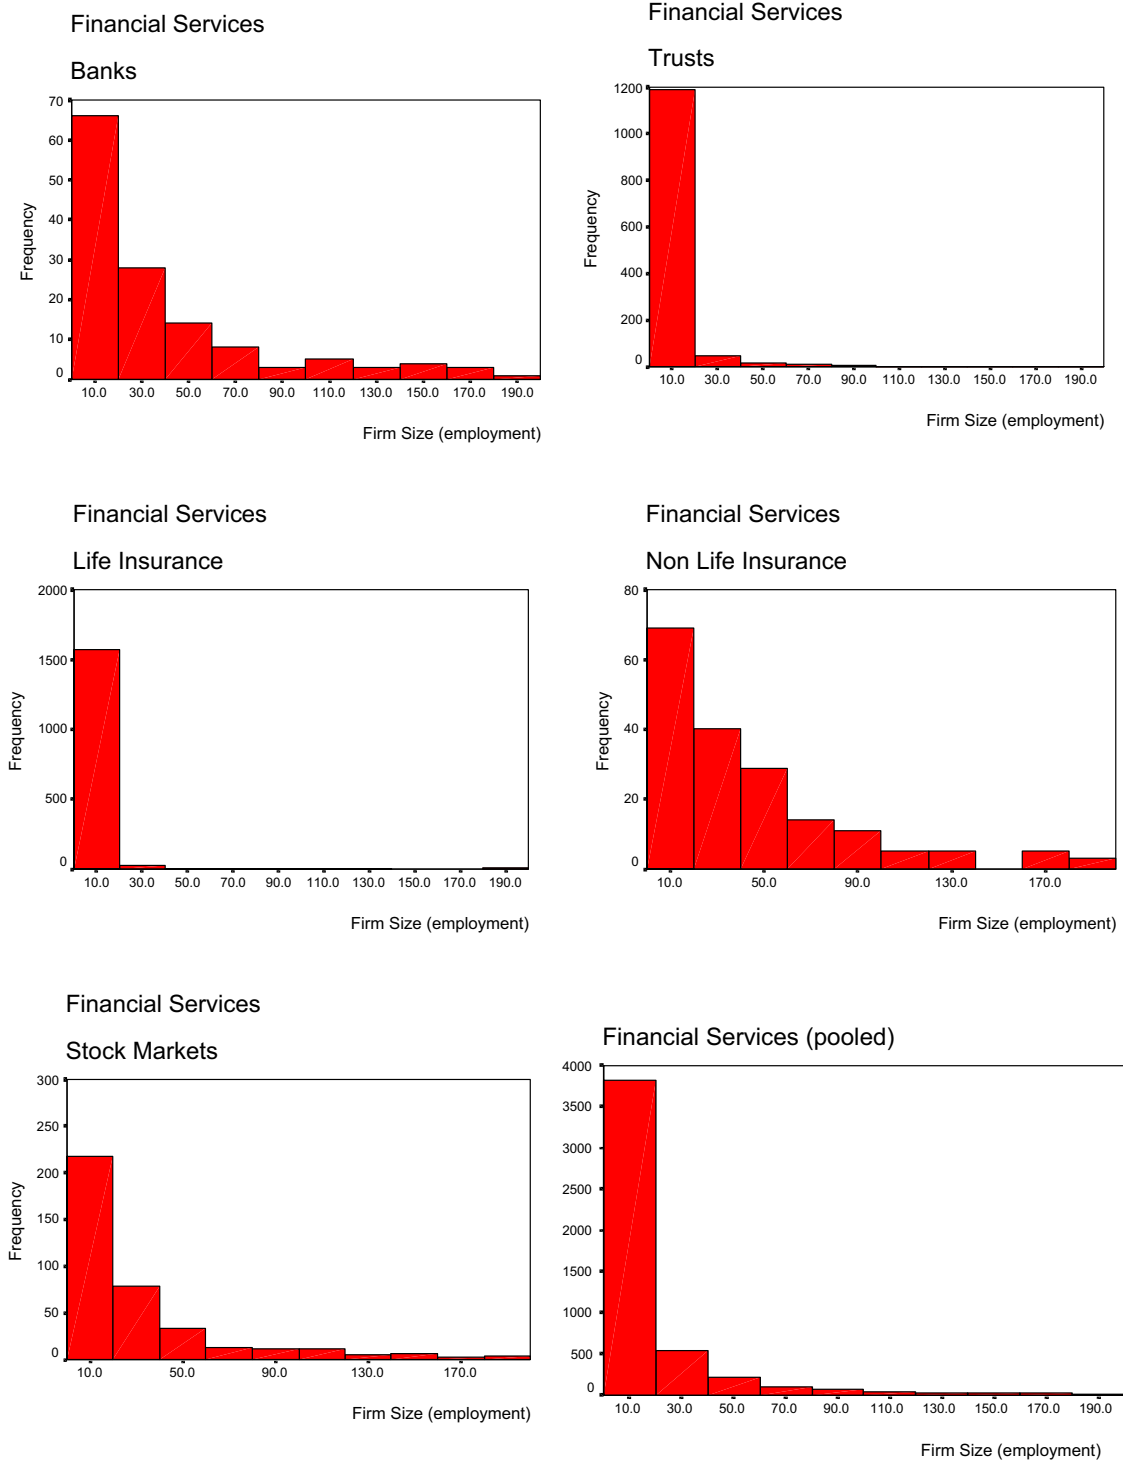 Financial Services
Banks
70
60
50
40
30
20
10
0
Frequency
10.0 30.0 50.0 70.0 90.0 110.0 130.0 150.0 170.0 190.0
Firm Size (employment)
Financial Services
Trusts
1200
1000
800
600
400
200
0
Frequency
10.0 30.0 50.0 70.0 90.0 110.0 130.0 150.0 170.0 190.0
Firm Size (employment)
Financial Services
Life Insurance
2000
1500
1000
500
0
Frequency
10.0 30.0 50.0 70.0 90.0 110.0 130.0 150.0 170.0 190.0
Firm Size (employment)
Financial Services
Non Life Insurance
80
60
40
20
0
Frequency
10.0 50.0 90.0 130.0 170.0
Firm Size (employment)
Financial Services
Stock Markets
300
250
200
150
100
50
0
Frequency
10.0 50.0 90.0 130.0 170.0
Firm Size (employment)
Financial Services (pooled)
4000
3500
3000
2500
2000
1500
1000
500
0
10.0 30.0 50.0 70.0 90.0 110.0 130.0 150.0 170.0 190.0
Firm Size (employment)